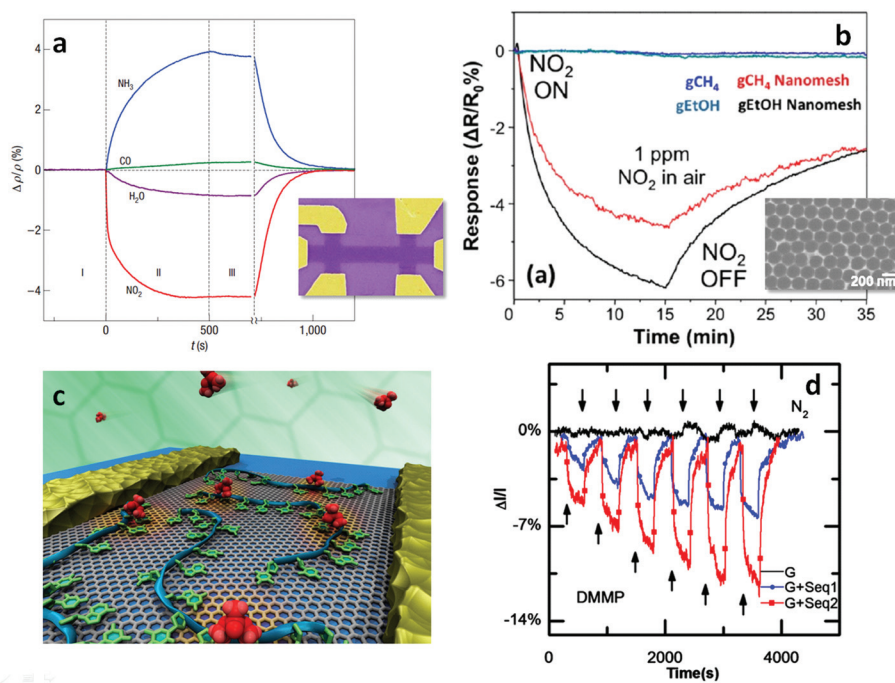 a
4
2
0
−2
−4
Δρ/ρ (%)
NH3
CO
H2O
NO2
I
II
III
0
500
1,000
t(s)
b
0
-2
-4
-6
Response (ΔR/R0%)
NO2
ON
gCH4 gCH4 Nanomesh
gEtOH gEtOH Nanomesh
1 ppm
NO2 in air
NO2
OFF
(a)
200 nm
0 5 10 15 20 25 30 35
Time (min)
c
d
N2
0%
-7%
-14%
ΔI/I
DMMP
G
G+Seq1
G+Seq2
0 2000 4000
Time(s)